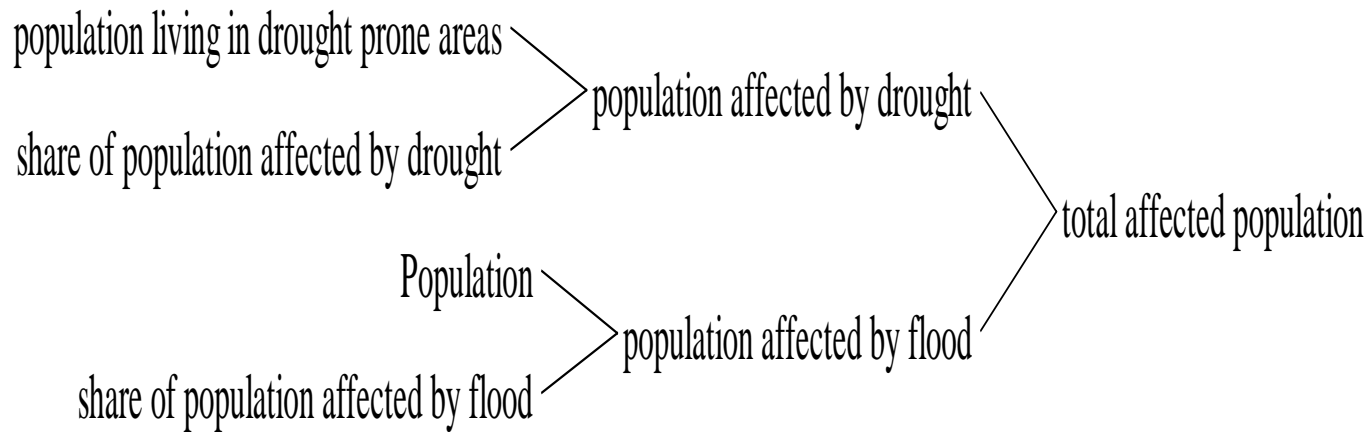 population living in drought prone areas
population affected by drought
share of population affected by drought
total affected population
Population
population affected by flood
share of population affected by flood